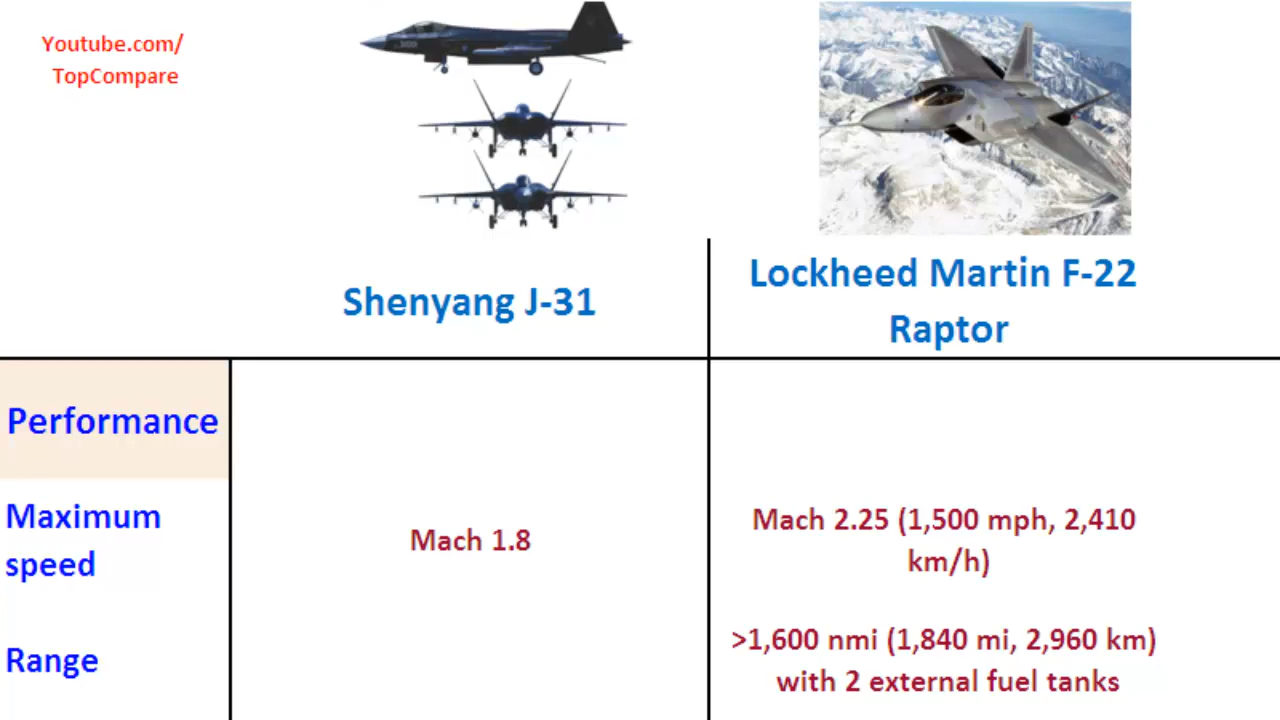 Youtube.com/
TopCompare
Shenyang J-31
Lockheed Martin F-22
Raptor
Performance
Maximum
speed
Mach 1.8
Mach 2.25 (1,500 mph, 2,410
km/h)
Range
>1,600 nmi (1,840 mi, 2,960 km)
with 2 external fuel tanks